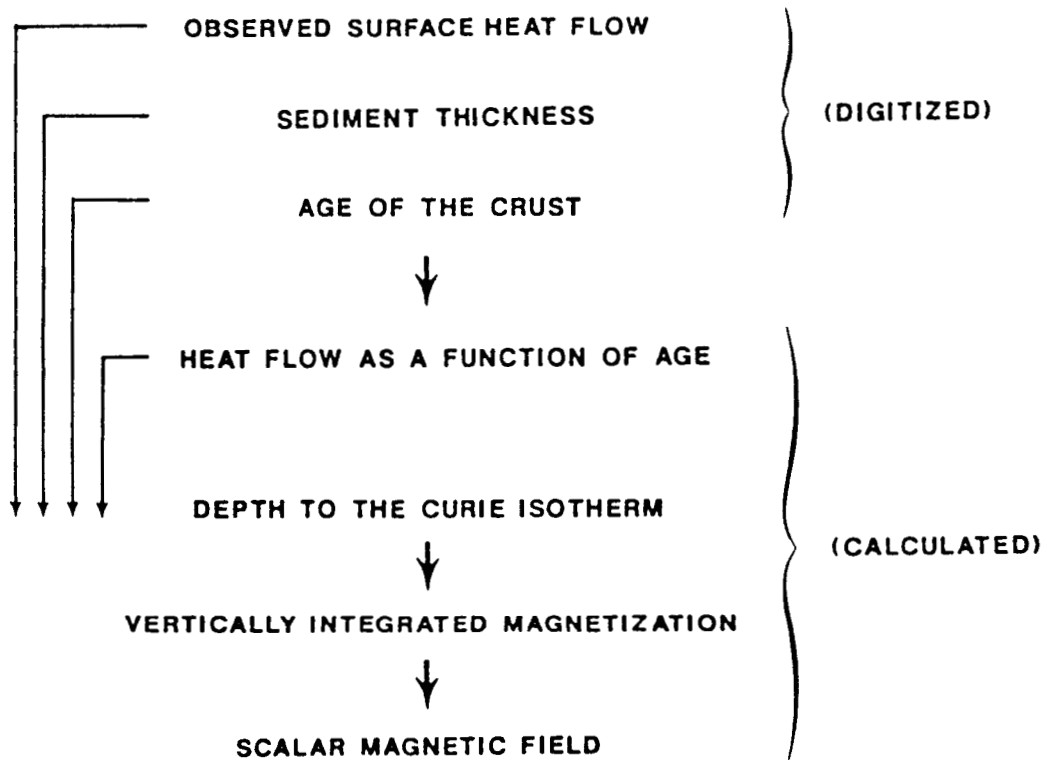 OBSERVED SURFACE HEAT FLOW
SEDIMENT THICKNESS
(DIGITIZED)
AGE OF THE CRUST
HEAT FLOW AS A FUNCTION OF AGE
DEPTH TO THE CURIE ISOTHERM
(CALCULATED)
VERTICALLY INTEGRATED MAGNETIZATION
SCALAR MAGNETIC FIELD